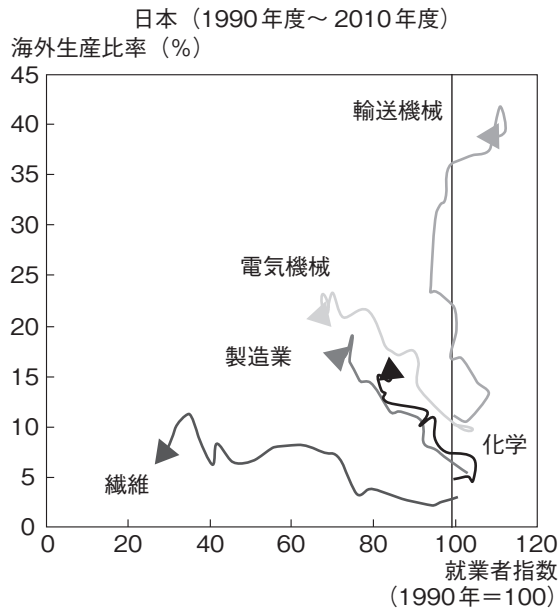 日本（1990年度～2010年度）
海外生産比率（%）
45
40
35
30
25
20
15
10
5
0
輸送機械
電気機械
製造業
化学
繊維
0 20 40 60 80 100 120
就業者指数
（1990年＝100）